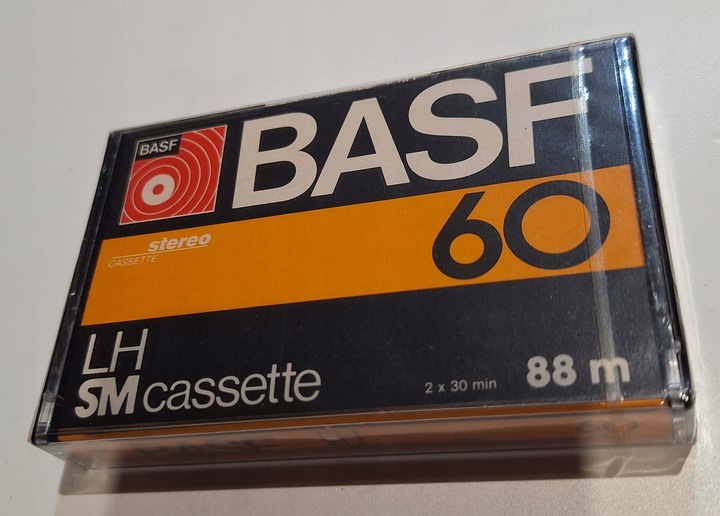 BASF
BASF
60
stereo
CASSETTE
LH
SM cassette
2 x 30 min
88 m